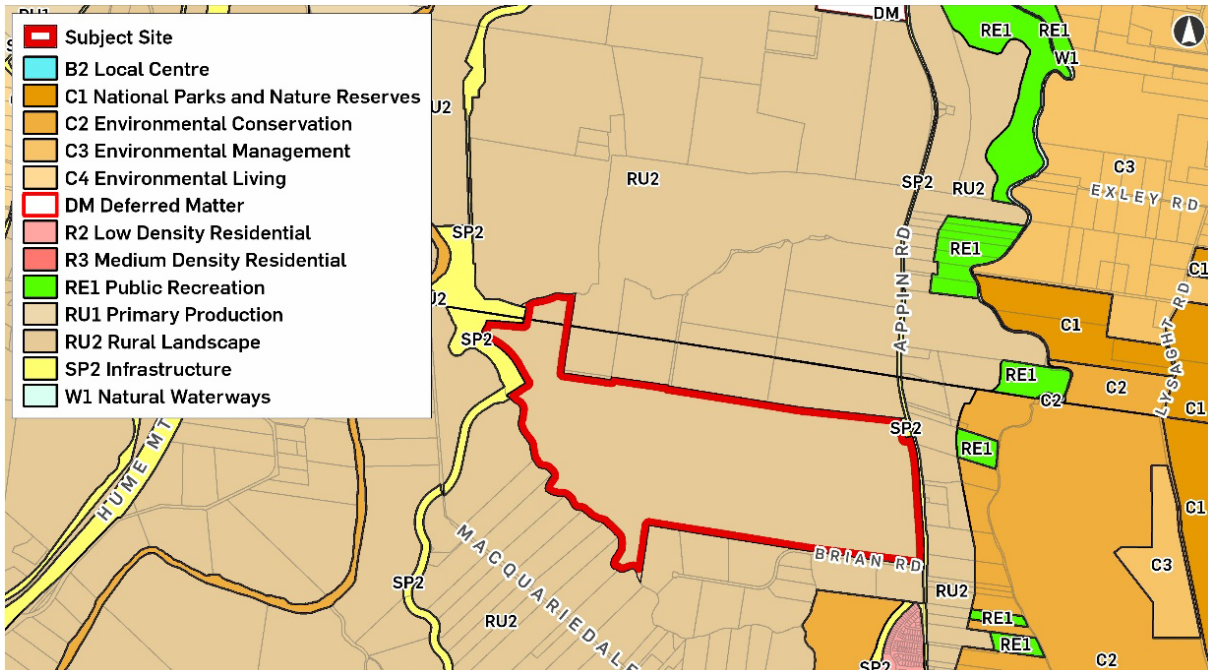 Subject Site
B2 Local Centre
C1 National Parks and Nature Reserves
C2 Environmental Conservation
C3 Environmental Management
C4 Environmental Living
DM Deferred Matter
R2 Low Density Residential
R3 Medium Density Residential
RE1 Public Recreation
RU1 Primary Production
RU2 Rural Landscape
SP2 Infrastructure
W1 Natural Waterways
DM
RE1
RE1
W1
C3
EXLEY RD
RU2
SP2
RU2
SP2
RE1
C1
APPIN RD
C1
LYSAGHT RD
SP2
RE1
C2
C2
C1
SP2
RE1
C1
HUME MT
MACQUARIEDALE
BRIAN RD
C3
SP2
RU2
RU2
RE1
RE1
SP2
C2